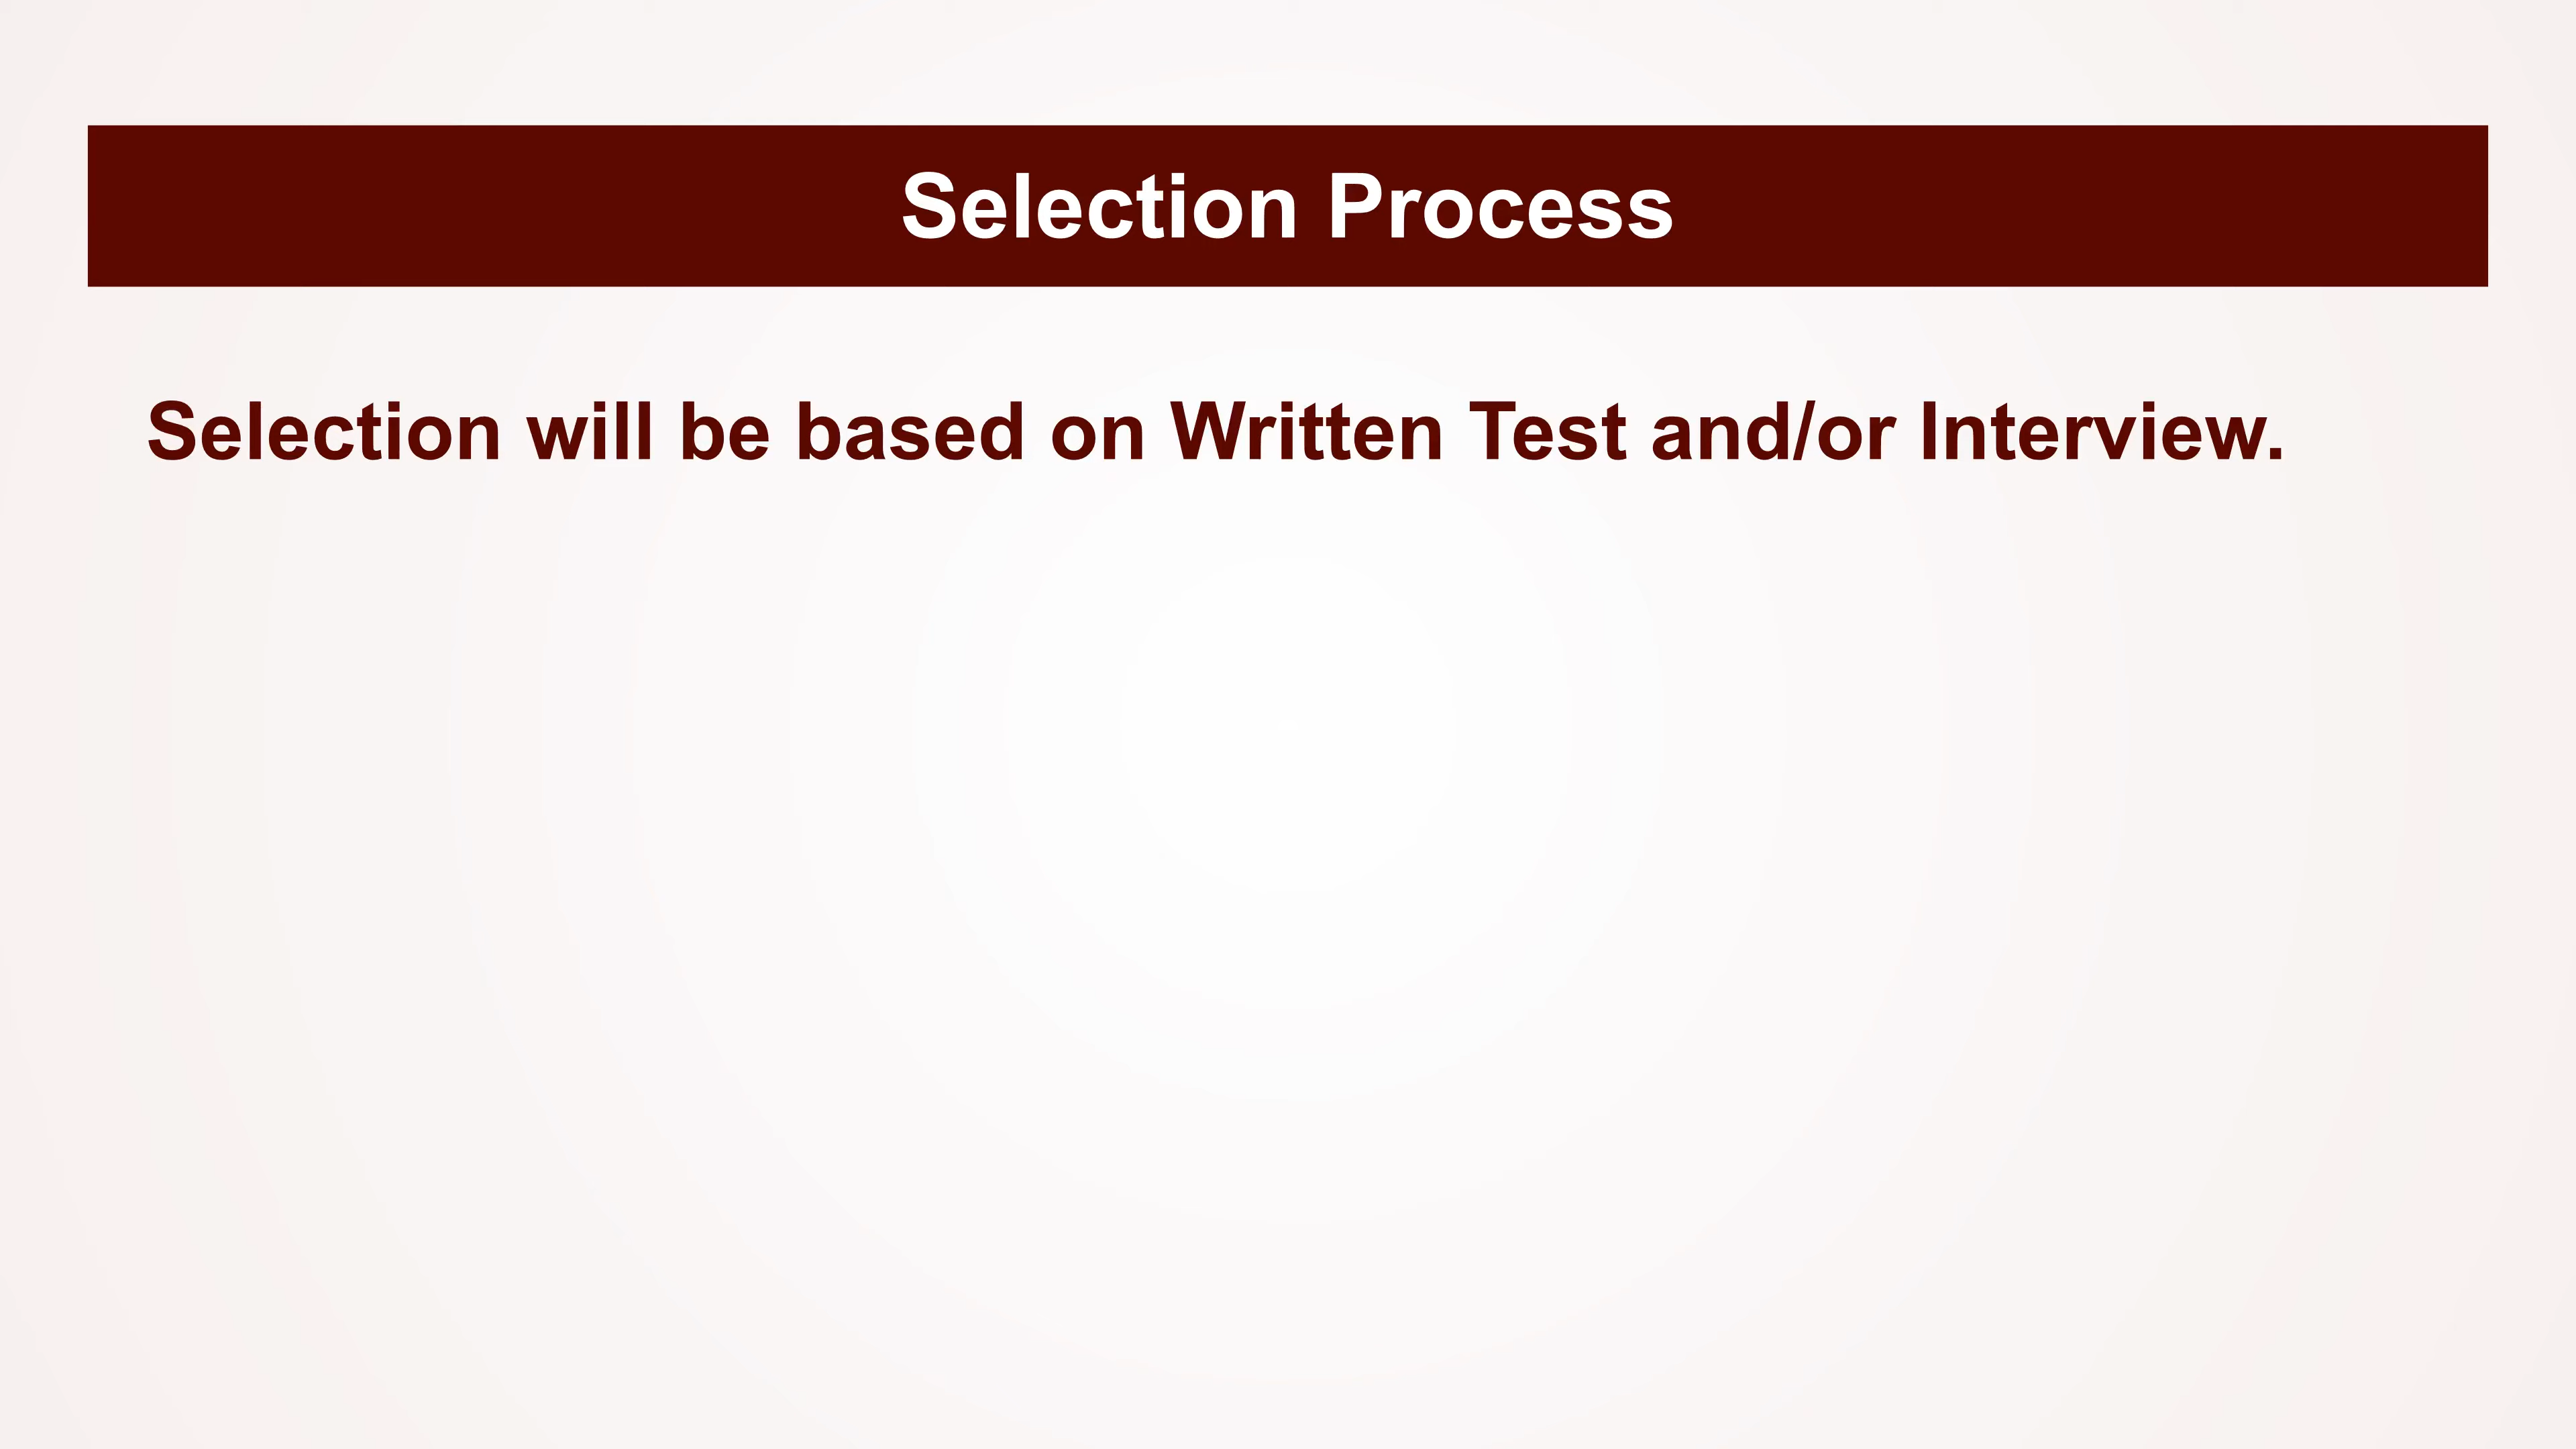 Selection Process
Selection will be based on Written Test and/or Interview.